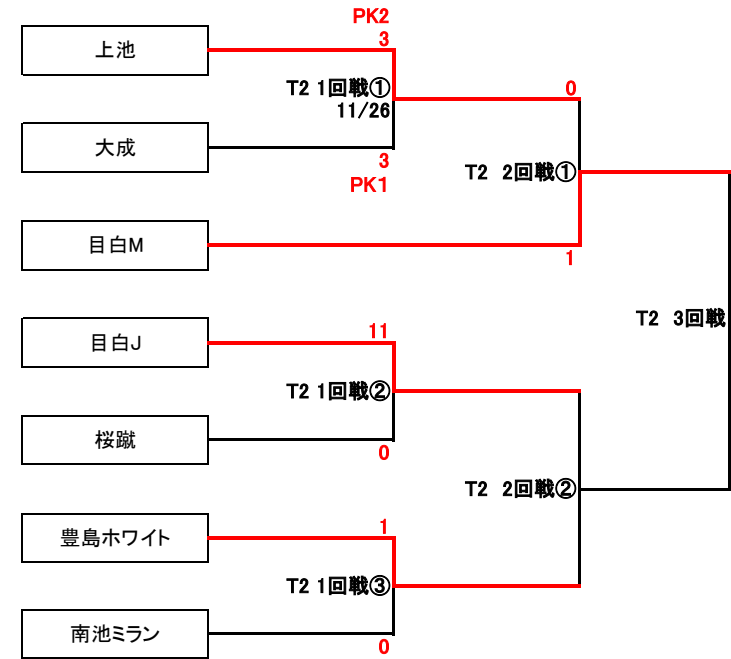 PK2
上池
3
T2 1回戦①
11/26
0
大成
3
PK1
T2 2回戦①
目白M
1
T2 3回戦
目白J
11
T2 1回戦②
桜蹴
0
T2 2回戦②
豊島ホワイト
1
T2 1回戦③
南池ミラン
0